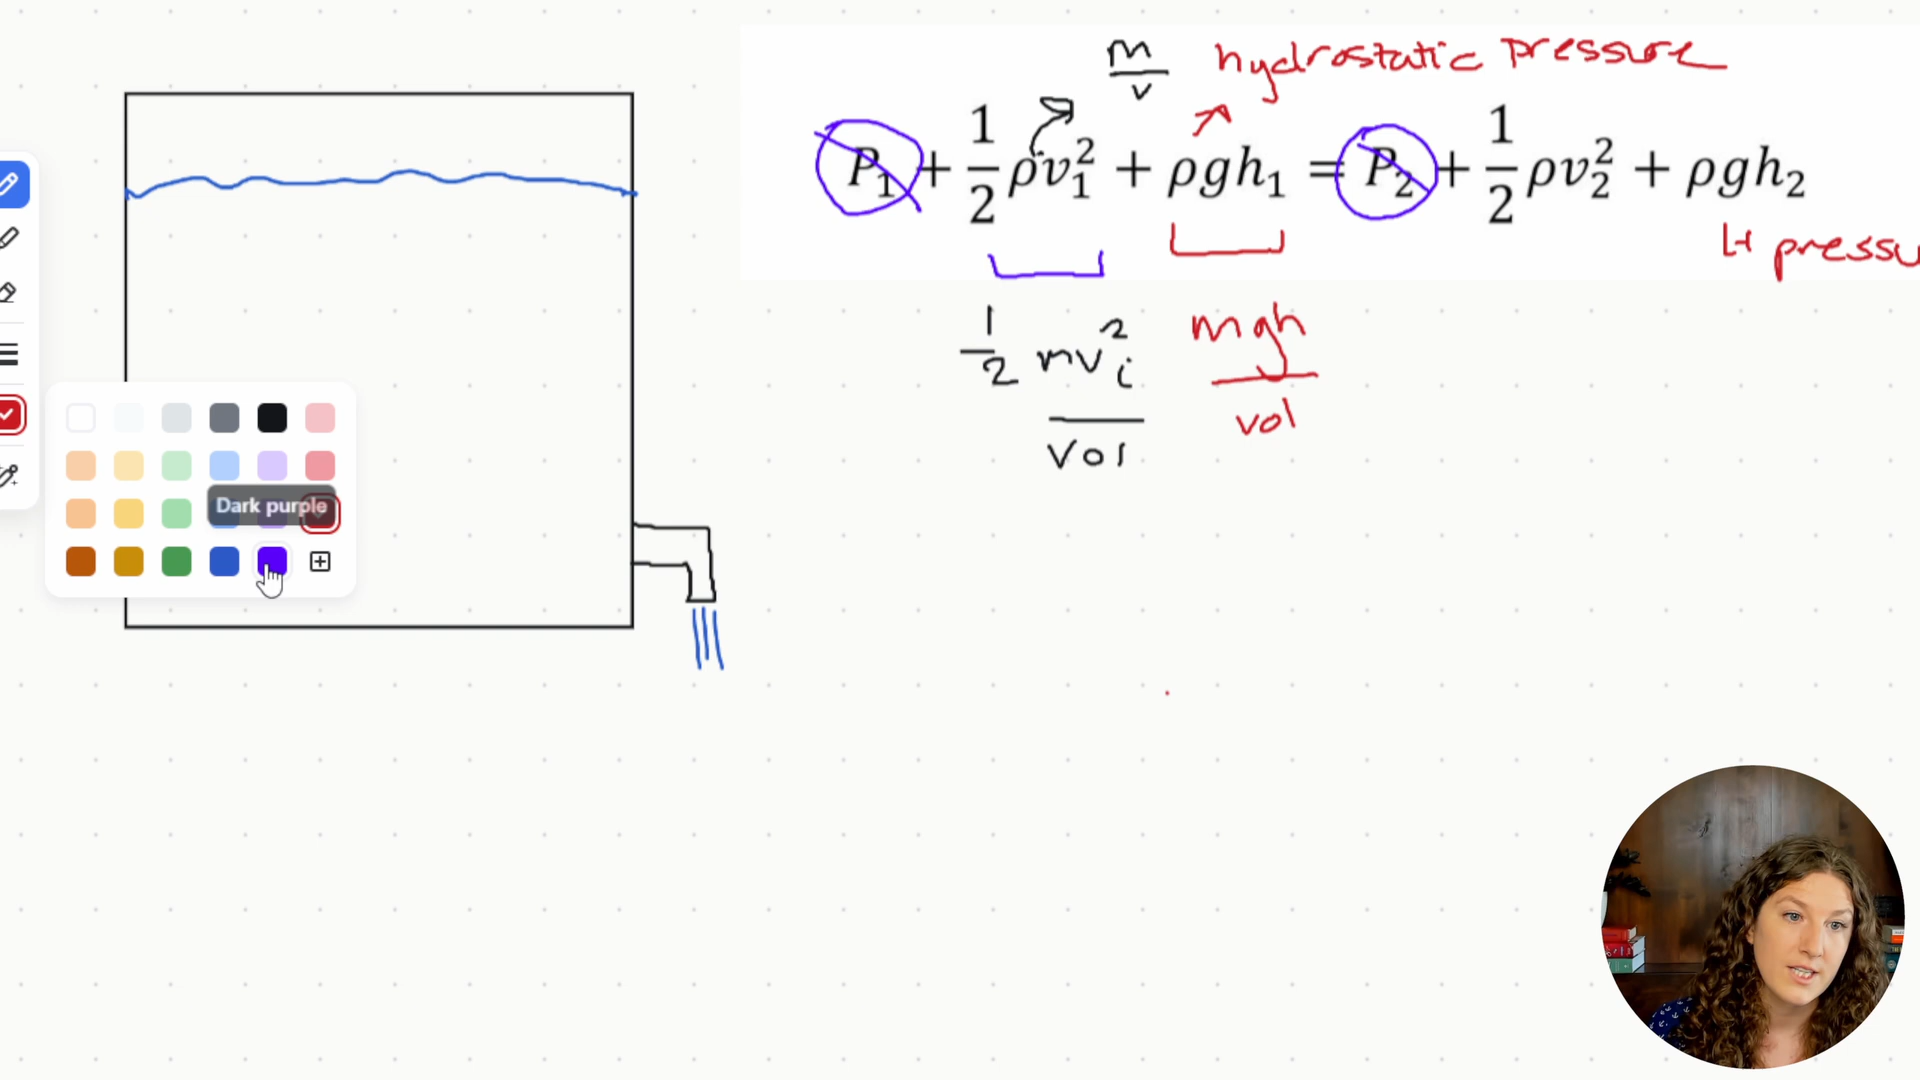 m/v hydrostatic pressure
P₁ + 1/2 ρv₁² + ρgh₁ = P₂ + 1/2 ρv₂² + ρgh₂
↳ pressu
1/2 mvᵢ² / Vol
mgh / vol
Dark purple